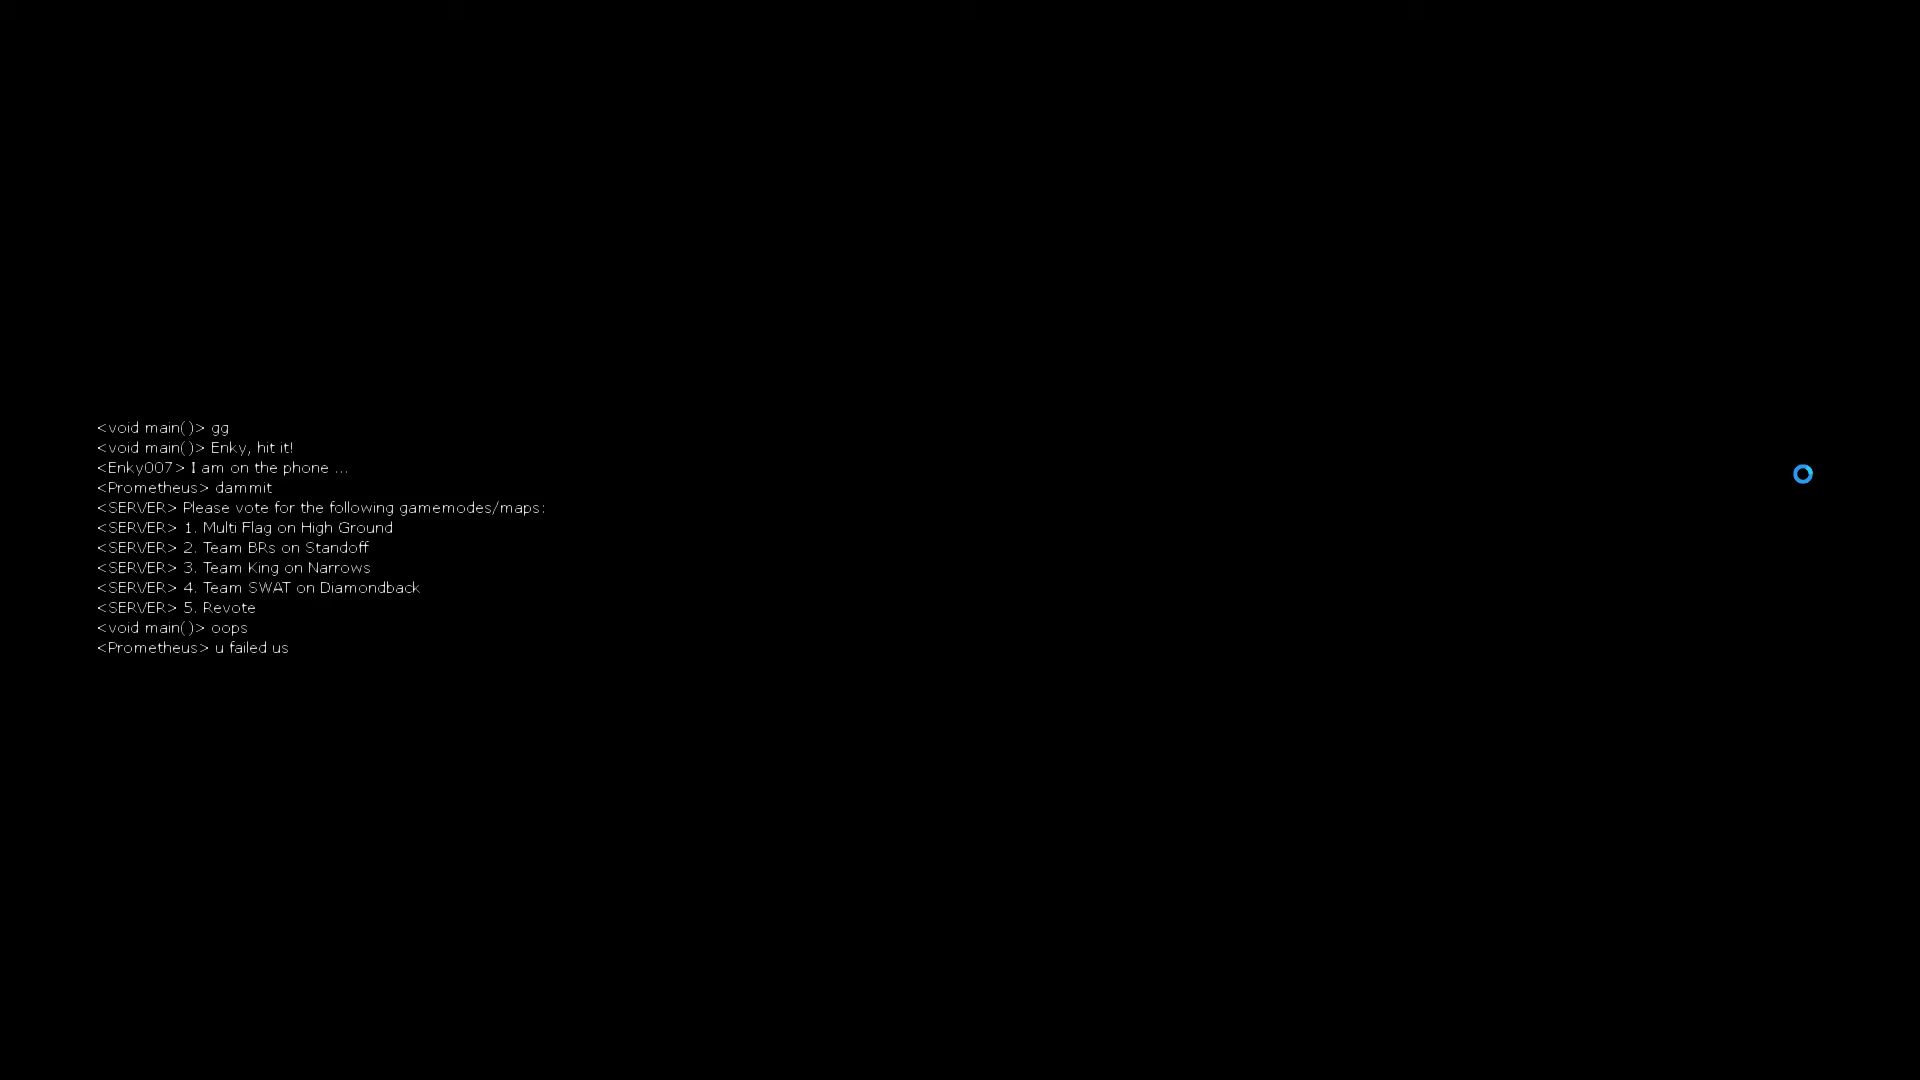 <void main()> gg
<void main()> Enky, hit it!
<Enky007> I am on the phone ...
<Prometheus> dammit
<SERVER> Please vote for the following gamemodes/maps:
<SERVER> 1. Multi Flag on High Ground
<SERVER> 2. Team BRs on Standoff
<SERVER> 3. Team King on Narrows
<SERVER> 4. Team SWAT on Diamondback
<SERVER> 5. Revote
<void main()> oops
<Prometheus> u failed us